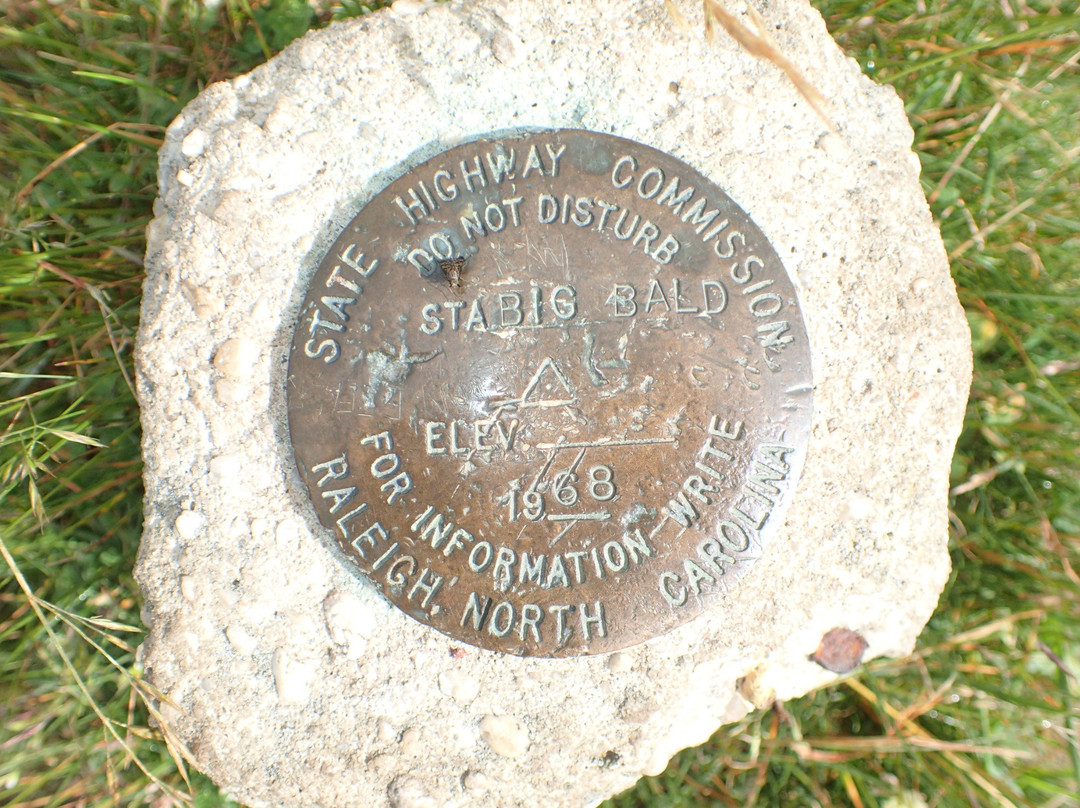 STATE HIGHWAY COMMISSION,
DO NOT DISTURB
STA BIG BALD
ELEV
1968
FOR INFORMATION WRITE
RALEIGH, NORTH CAROLINA